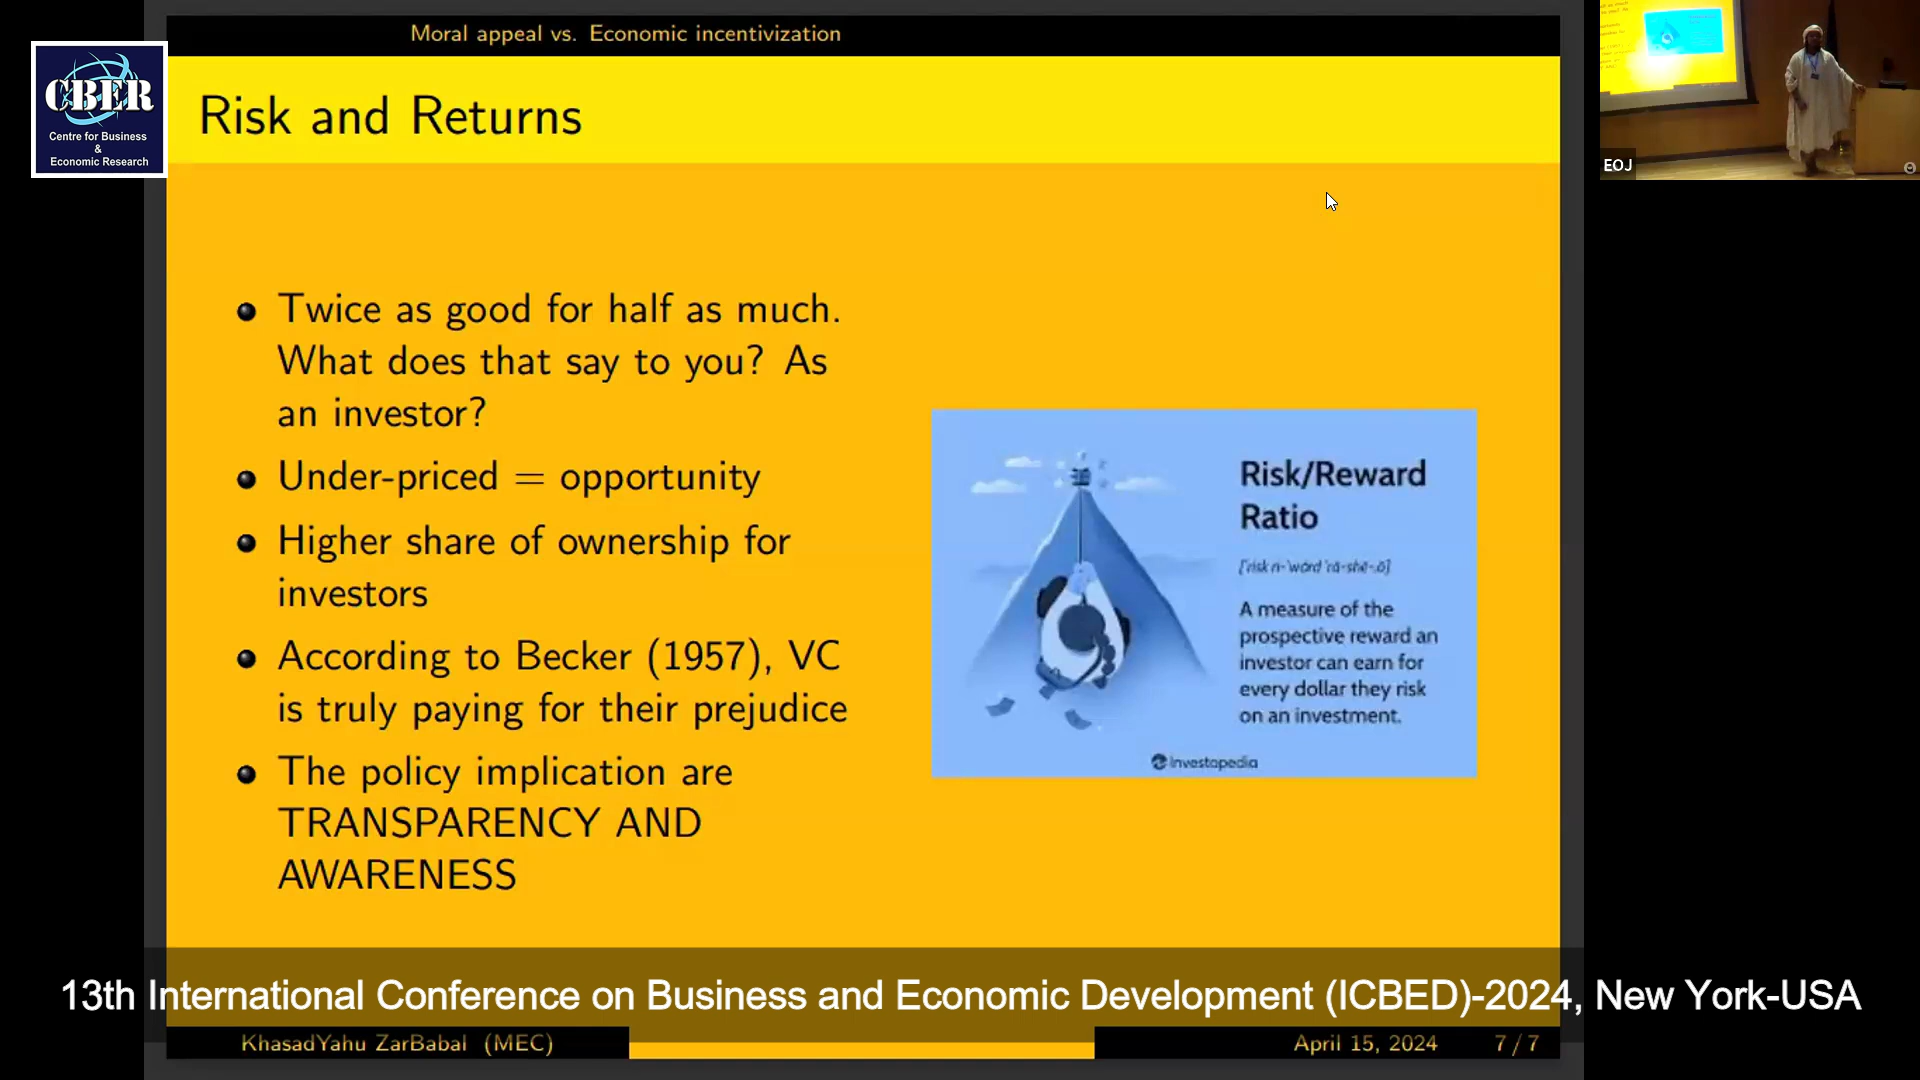 Moral appeal vs. Economic incentivization
CBER
Centre for Business
&
Economic Research
Risk and Returns
EOJ
Twice as good for half as much.
What does that say to you? As
an investor?
Under-priced = opportunity
Higher share of ownership for
investors
According to Becker (1957), VC
is truly paying for their prejudice
The policy implication are
TRANSPARENCY AND
AWARENESS
Risk/Reward
Ratio
A measure of the
prospective reward an
investor can earn for
every dollar they risk
on an investment.
Investopedia
13th International Conference on Business and Economic Development (ICBED)-2024, New York-USA
KhasadYahu ZarBabal (MEC)
April 15, 2024
7 / 7